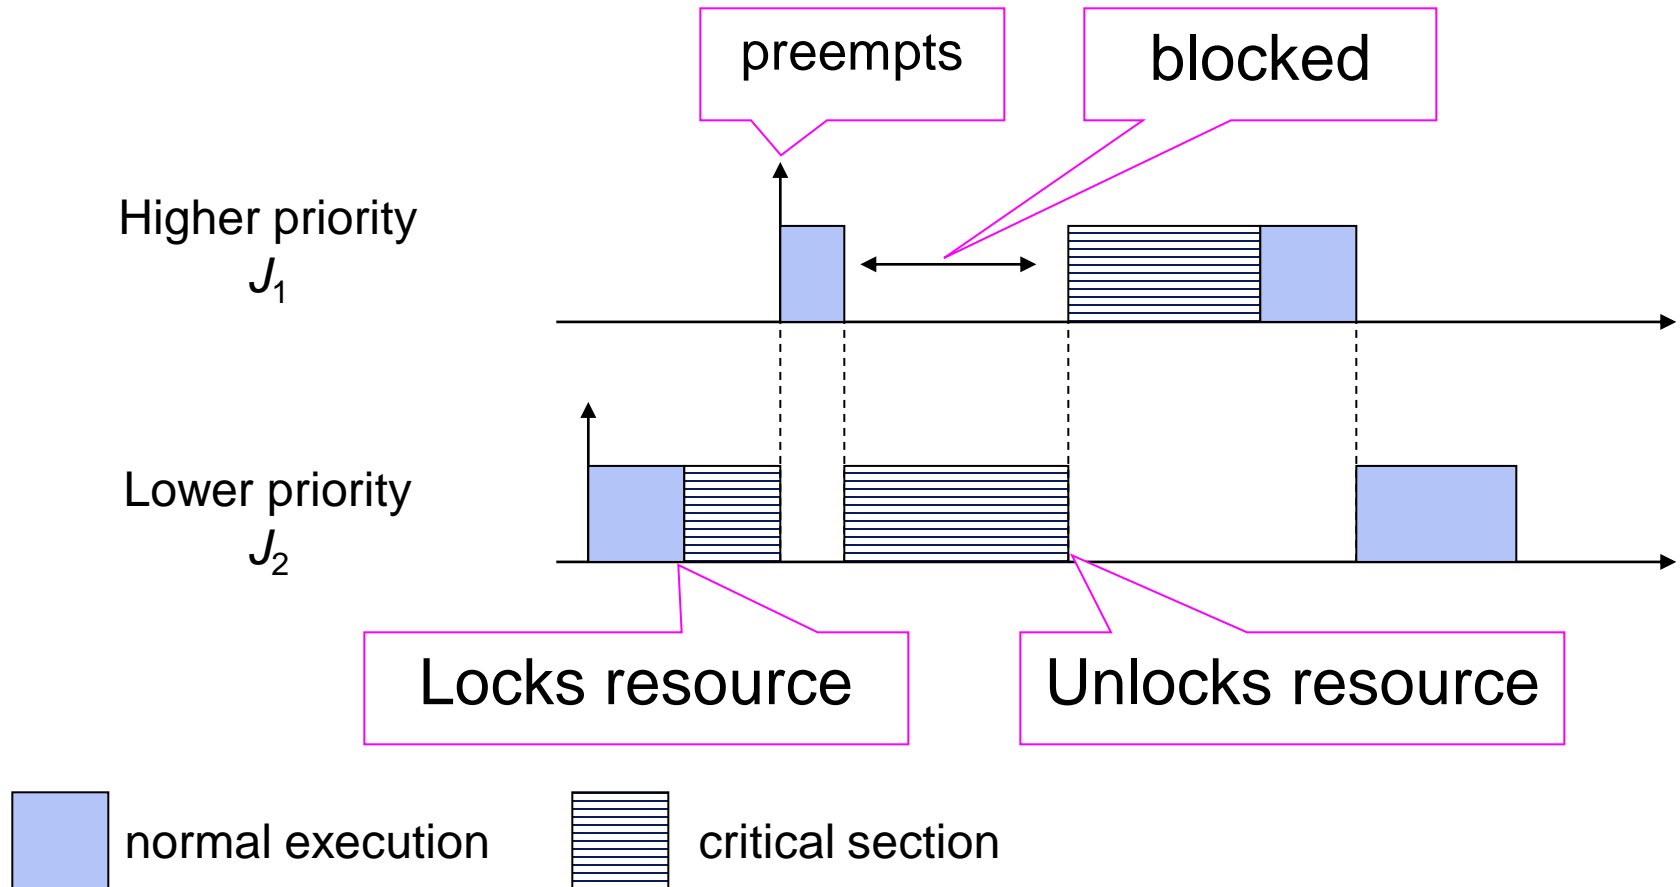 preempts
blocked
Higher priority
J1
Lower priority
J2
Locks resource
Unlocks resource
normal execution
critical section